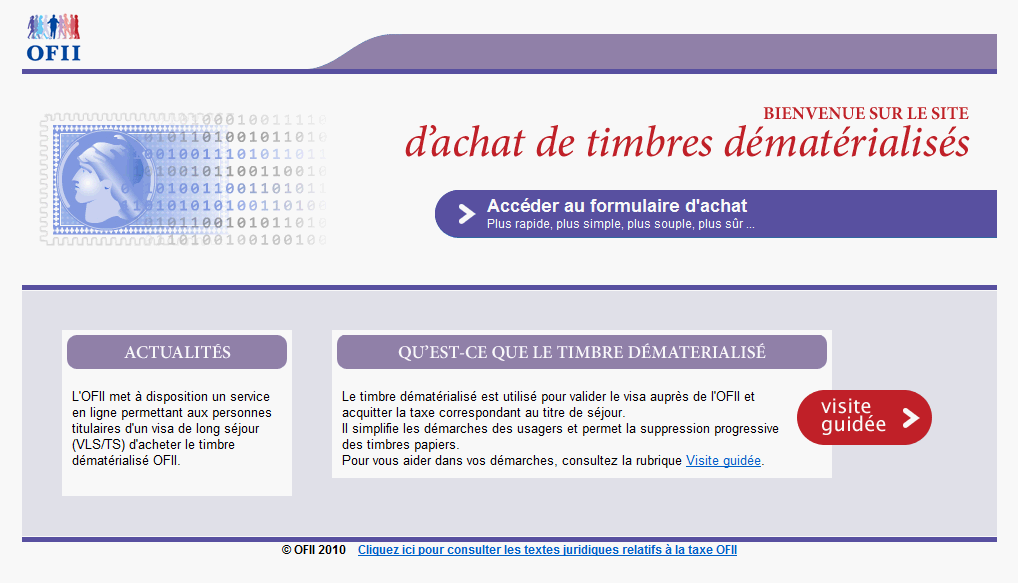 OFII
BIENVENUE SUR LE SITE
d'achat de timbres dématérialisés
Accéder au formulaire d'achat
Plus rapide, plus simple, plus souple, plus sûr ...
ACTUALITÉS
L'OFII met à disposition un service
en ligne permettant aux personnes
titulaires d'un visa de long séjour
(VLS/TS) d'acheter le timbre
dématérialisé OFII.
QU'EST-CE QUE LE TIMBRE DÉMATERIALISÉ
Le timbre dématérialisé est utilisé pour valider le visa auprès de l'OFII et
acquitter la taxe correspondant au titre de séjour.
Il simplifie les démarches des usagers et permet la suppression progressive
des timbres papiers.
Pour vous aider dans vos démarches, consultez la rubrique Visite guidée.
visite
guidée
© OFII 2010 Cliquez ici pour consulter les textes juridiques relatifs à la taxe OFII